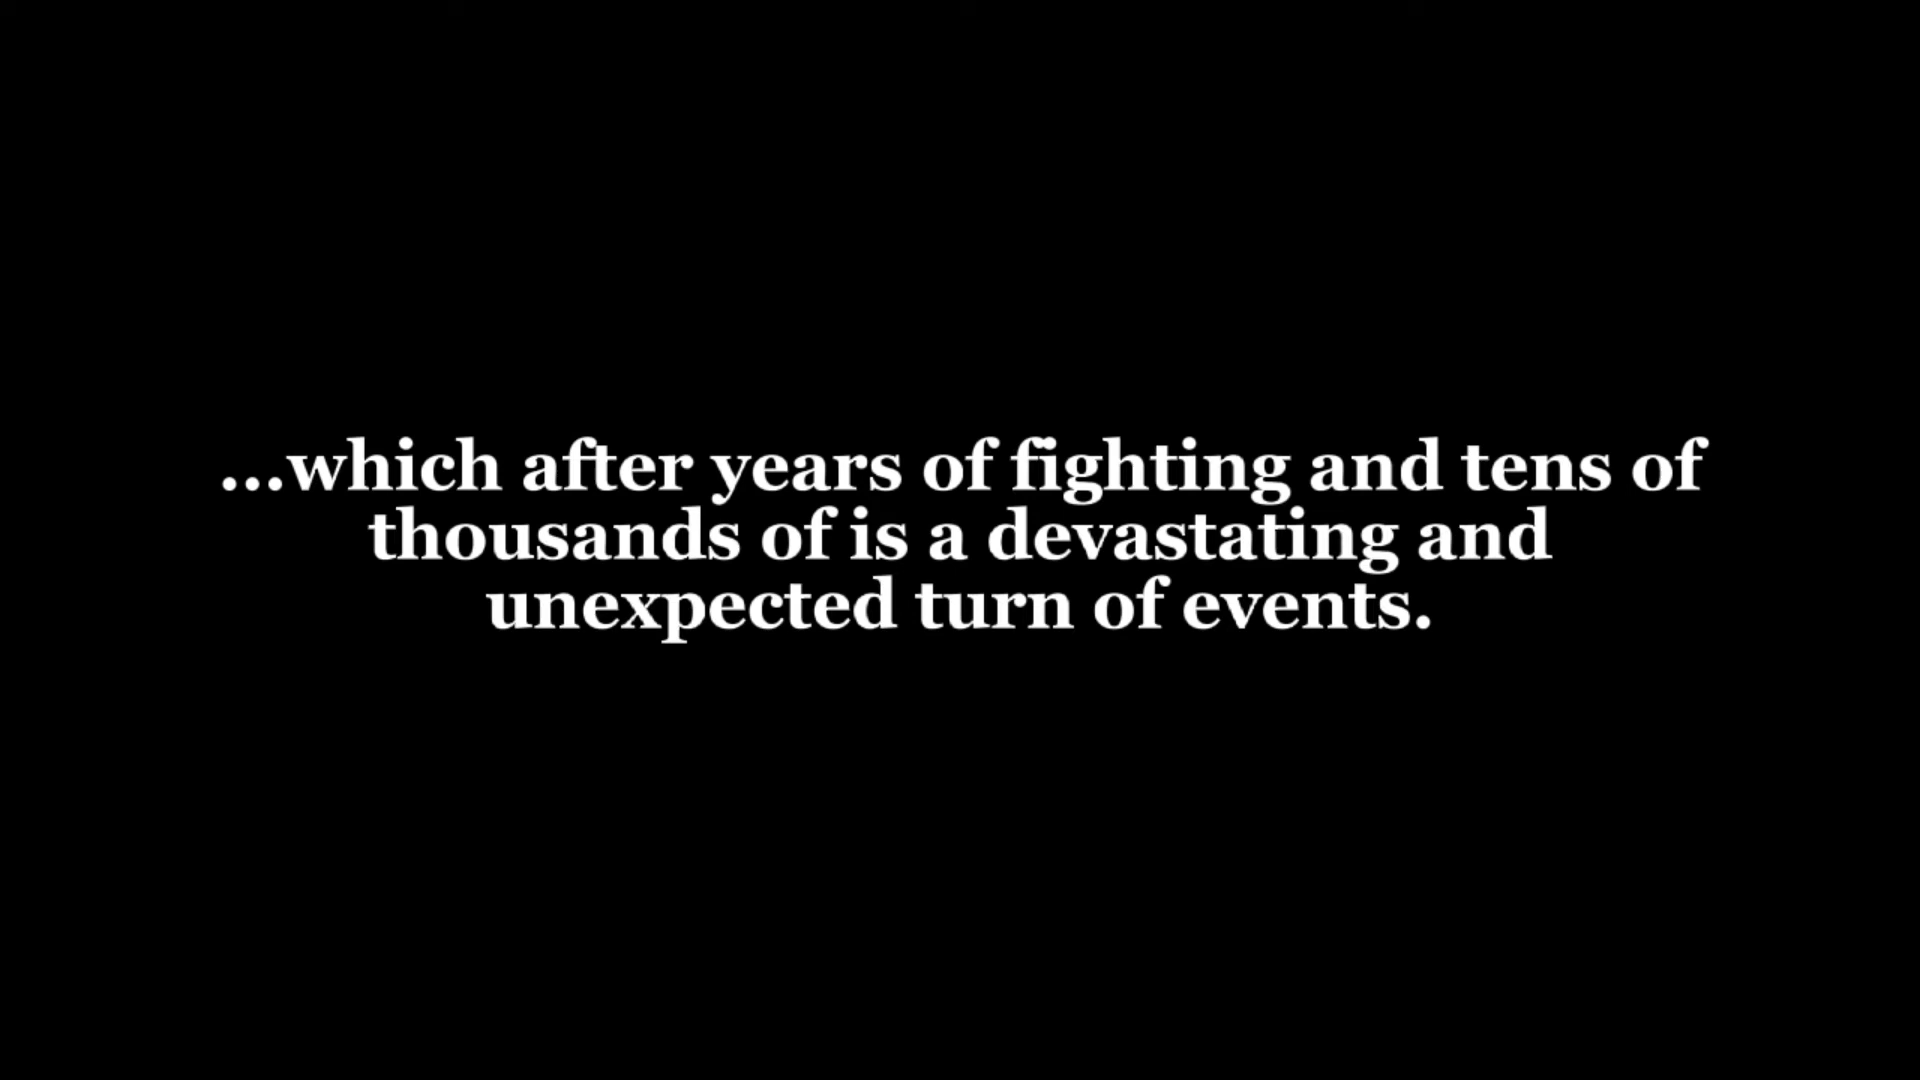 ...which after years of fighting and tens of
thousands of is a devastating and
unexpected turn of events.